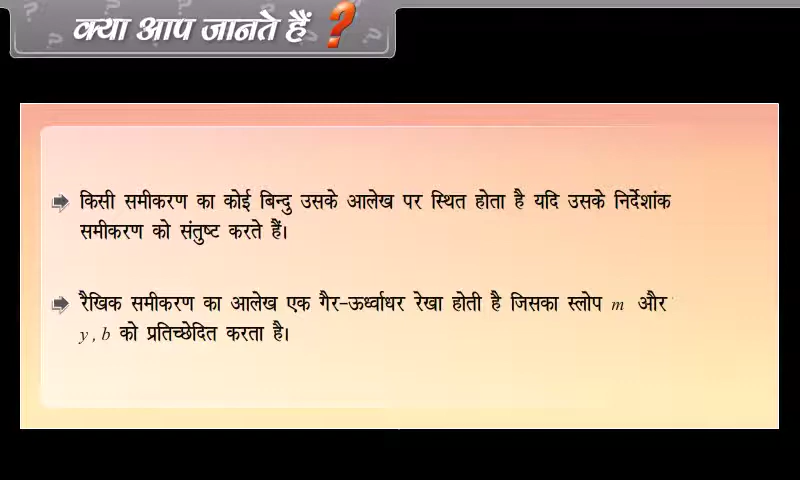 क्या आप जानते हैं ?
किसी समीकरण का कोई बिन्दु उसके आलेख पर स्थित होता है यदि उसके निर्देशांक
समीकरण को संतुष्ट करते हैं।
रैखिक समीकरण का आलेख एक गैर-ऊर्ध्वाधर रेखा होती है जिसका स्लोप m और
y , b को प्रतिच्छेदित करता है।